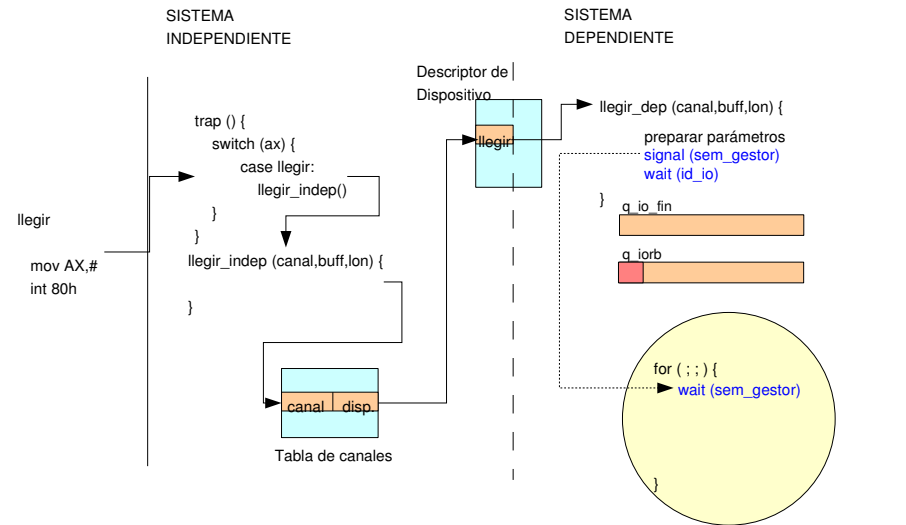 SISTEMA
INDEPENDIENTE
SISTEMA
DEPENDIENTE
Descriptor de
Dispositivo
llegir
llegir
mov AX,#
int 80h
trap () {
switch (ax) {
case llegir:
llegir_indep()
}
}
llegir_indep (canal,buff,lon) {
}
canal disp.
Tabla de canales
llegir_dep (canal,buff,lon) {
preparar parámetros
signal (sem_gestor)
wait (id_io)
}
q_io_fin
q_iorb
for ( ; ; ) {
wait (sem_gestor)
}